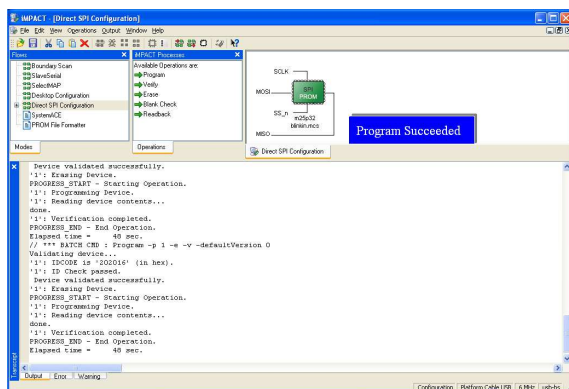 iMPACT - [Direct SPI Configuration]
File Edit View Operations Output Window Help
Flows
Boundary Scan
SlaveSerial
SelectMAP
Desktop Configuration
Direct SPI Configuration
SystemACE
PROM File Formatter
Modes
iMPACT Processes
Available Operations are:
Program
Verify
Erase
Blank Check
Readback
Operations
SCLK
MOSI
SPI
PROM
SS_n
m25p32
blinkin.mcs
MISO
Program Succeeded
Direct SPI Configuration
Device validated successfully.
'1': Erasing Device.
PROGRESS_START - Starting Operation.
'1': Programming Device.
'1': Reading device contents...
done.
'1': Verification completed.
PROGRESS_END - End Operation.
Elapsed time = 48 sec.
// *** BATCH CMD : Program -p 1 -e -v -defaultVersion 0
Validating device...
'1': IDCODE is '202016' (in hex).
'1': ID Check passed.
Device validated successfully.
'1': Erasing Device.
PROGRESS_START - Starting Operation.
'1': Programming Device.
'1': Reading device contents...
done.
'1': Verification completed.
PROGRESS_END - End Operation.
Elapsed time = 48 sec.
Transcript
Output Error Warning
Configuration Platform Cable USB 6 MHz usb-hs